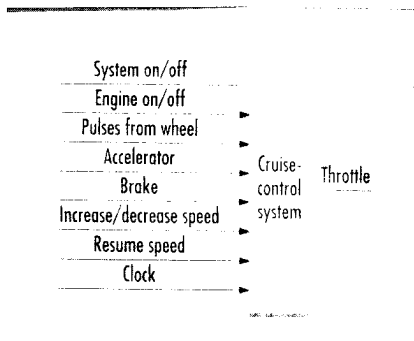 System on/off
Engine on/off
Pulses from wheel
Accelerator
Brake
Increase/decrease speed
Resume speed
Clock
Cruise-
control
system
Throttle